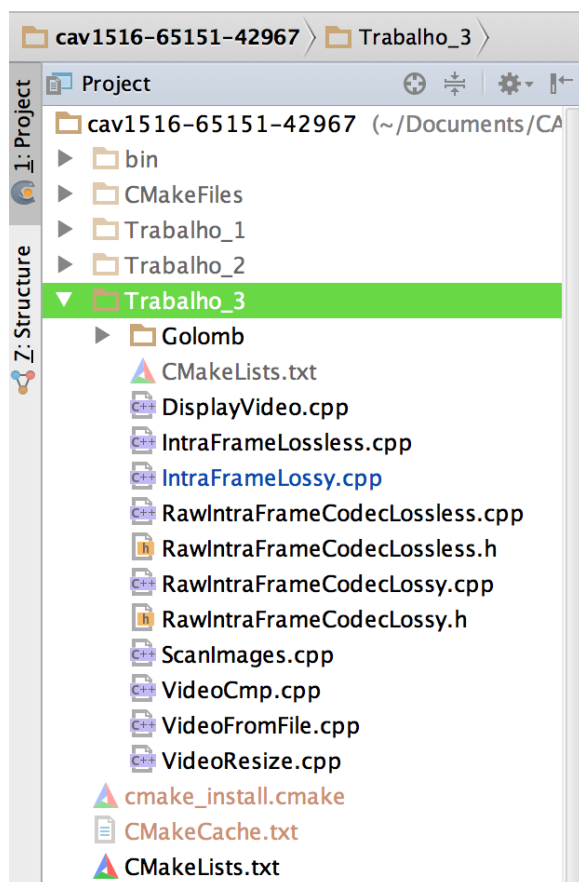 cav1516-65151-42967 Trabalho_3
1: Project
Z: Structure
Project
cav1516-65151-42967 (~/Documents/CA
bin
CMakeFiles
Trabalho_1
Trabalho_2
Trabalho_3
Golomb
CMakeLists.txt
C++ DisplayVideo.cpp
C++ IntraFrameLossless.cpp
C++ IntraFrameLossy.cpp
C++ RawIntraFrameCodecLossless.cpp
h RawIntraFrameCodecLossless.h
C++ RawIntraFrameCodecLossy.cpp
h RawIntraFrameCodecLossy.h
C++ ScanImages.cpp
C++ VideoCmp.cpp
C++ VideoFromFile.cpp
C++ VideoResize.cpp
cmake_install.cmake
CMakeCache.txt
CMakeLists.txt